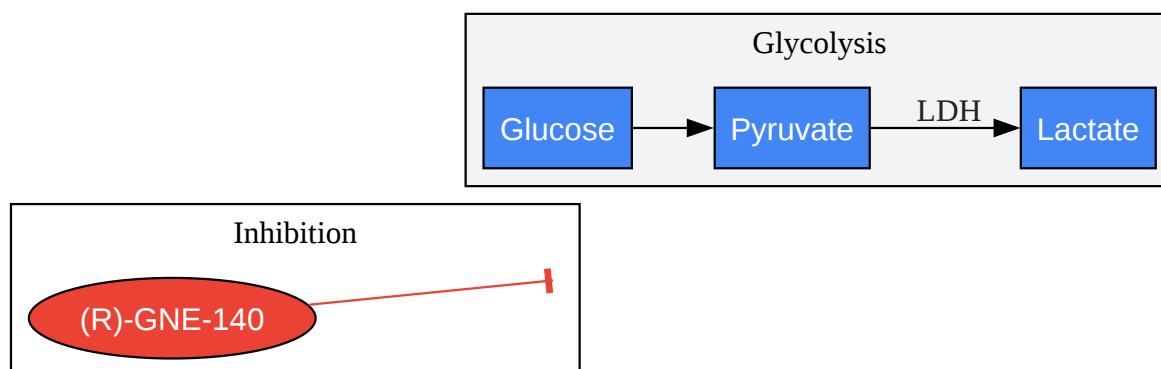 Glycolysis
Glucose
Pyruvate
LDH
Lactate
Inhibition
(R)-GNE-140